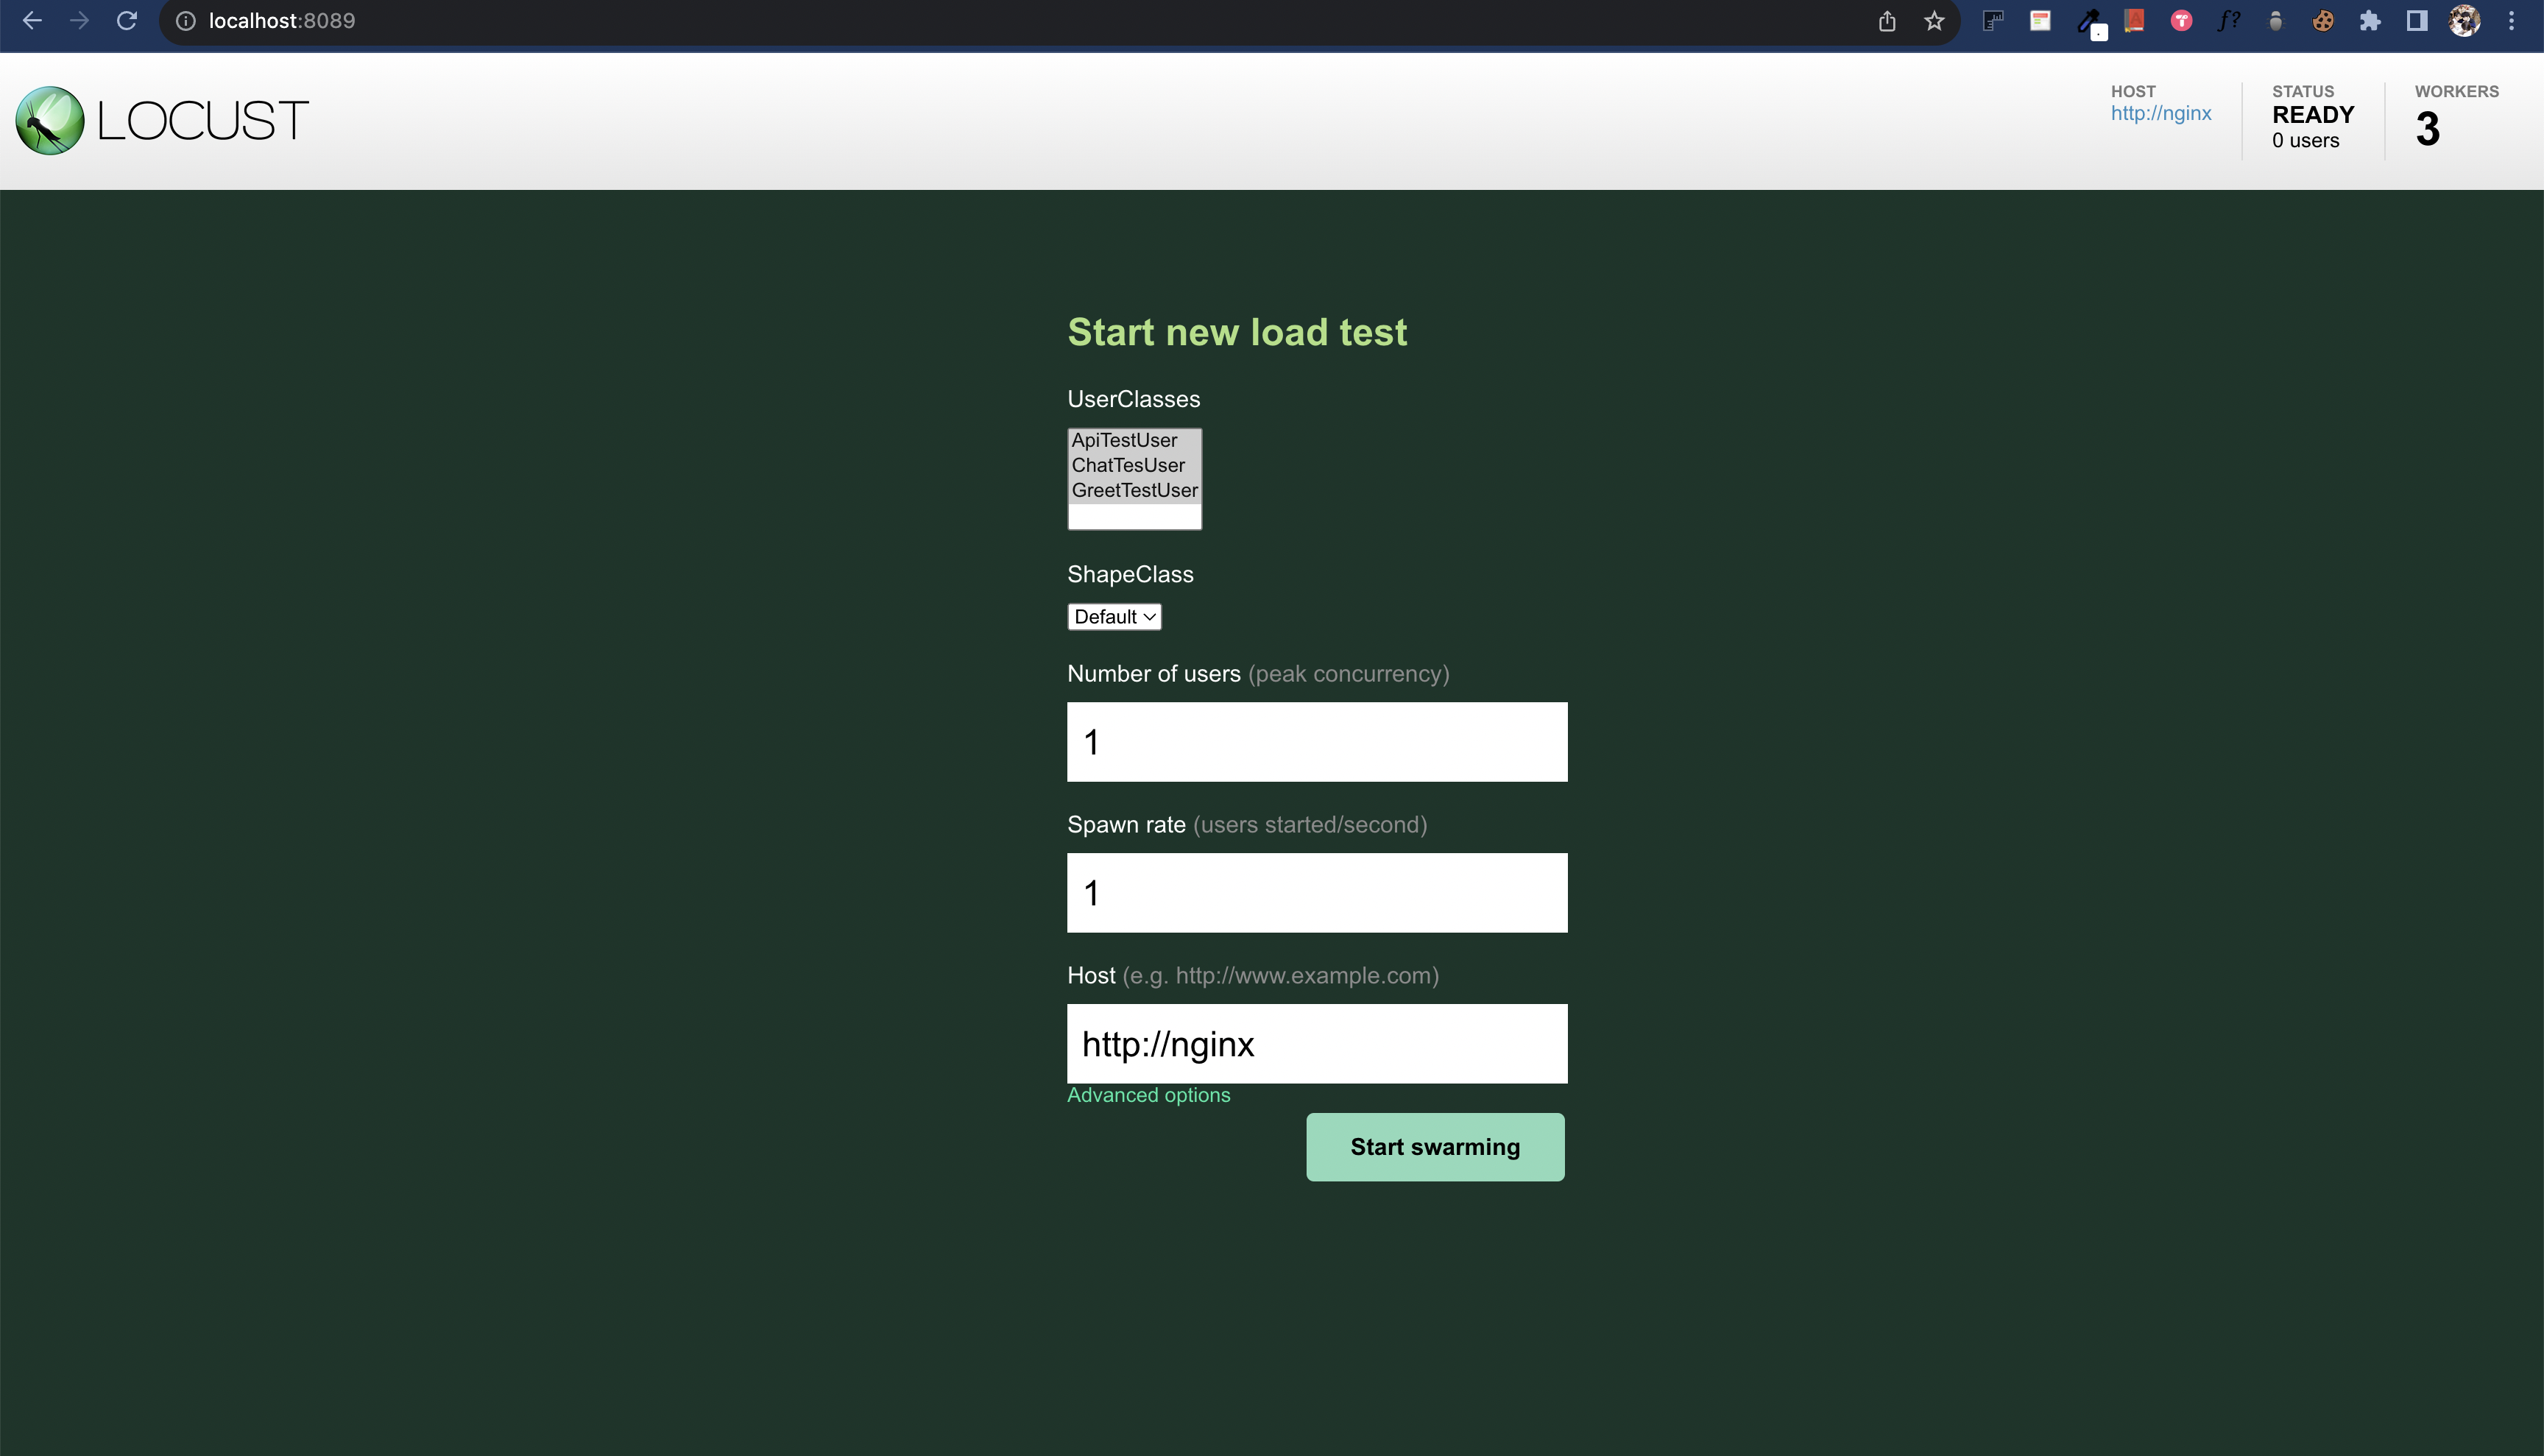 localhost:8089
f?
LOCUST
HOST
http://nginx
STATUS
READY
0 users
WORKERS
3
Start new load test
UserClasses
ApiTestUser
ChatTesUser
GreetTestUser
ShapeClass
Default
Number of users (peak concurrency)
1
Spawn rate (users started/second)
1
Host (e.g. http://www.example.com)
http://nginx
Advanced options
Start swarming